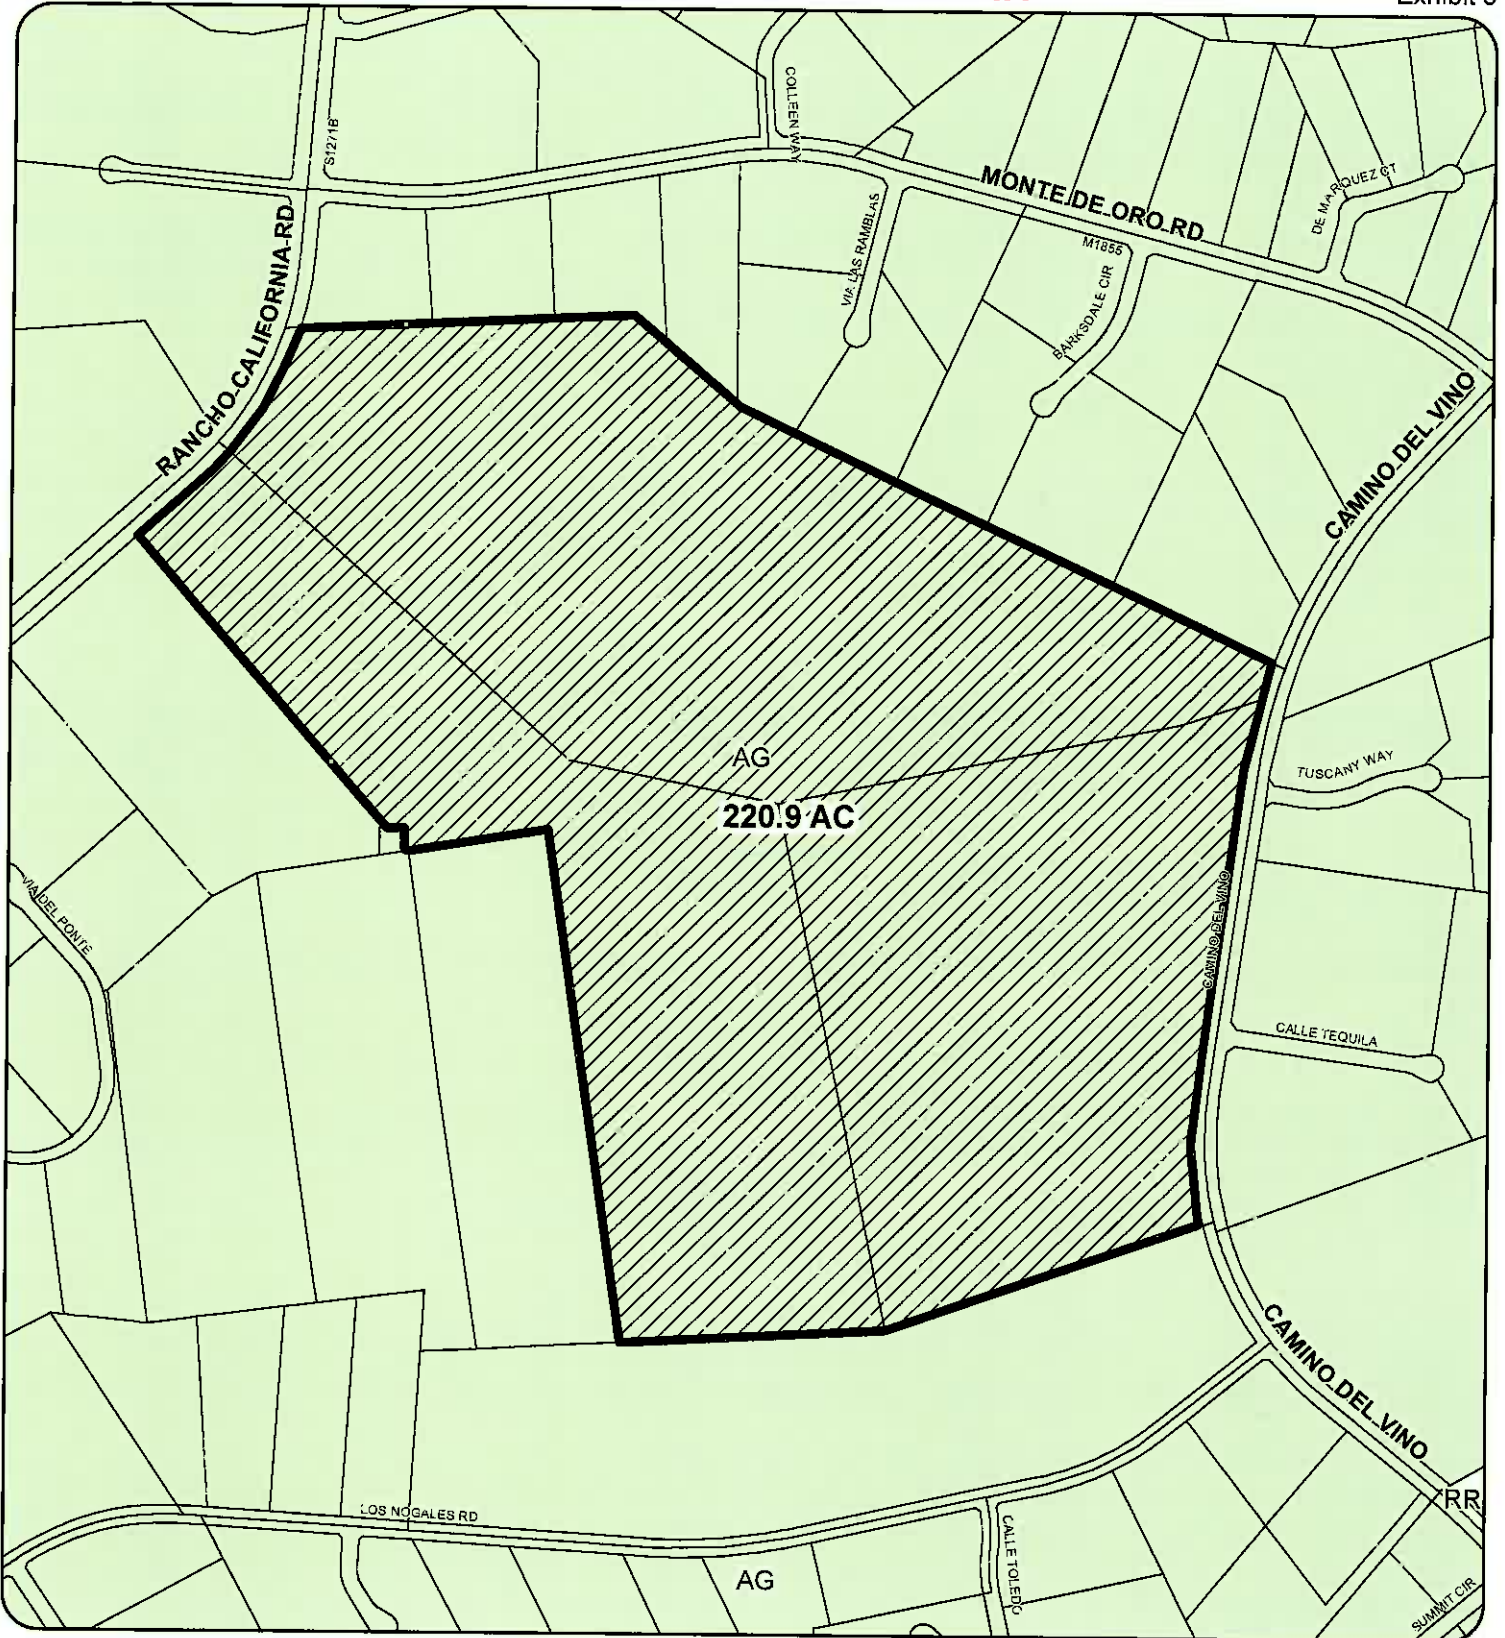 COLLEEN WAY
S1271B
MONTE DE ORO RD
DE MARQUEZ CT
M1855
VIA LAS RAMBLAS
BARKSDALE CIR
RANCHO CALIFORNIA RD
CAMINO DEL VINO
AG
220.9 AC
TUSCANY WAY
VIA DEL PONTE
CAMINO DEL VINO
CALLE TEQUILA
CAMINO DEL VINO
RR
LOS NOGALES RD
CALLE TOLEDO
AG
SUMMIT CIR